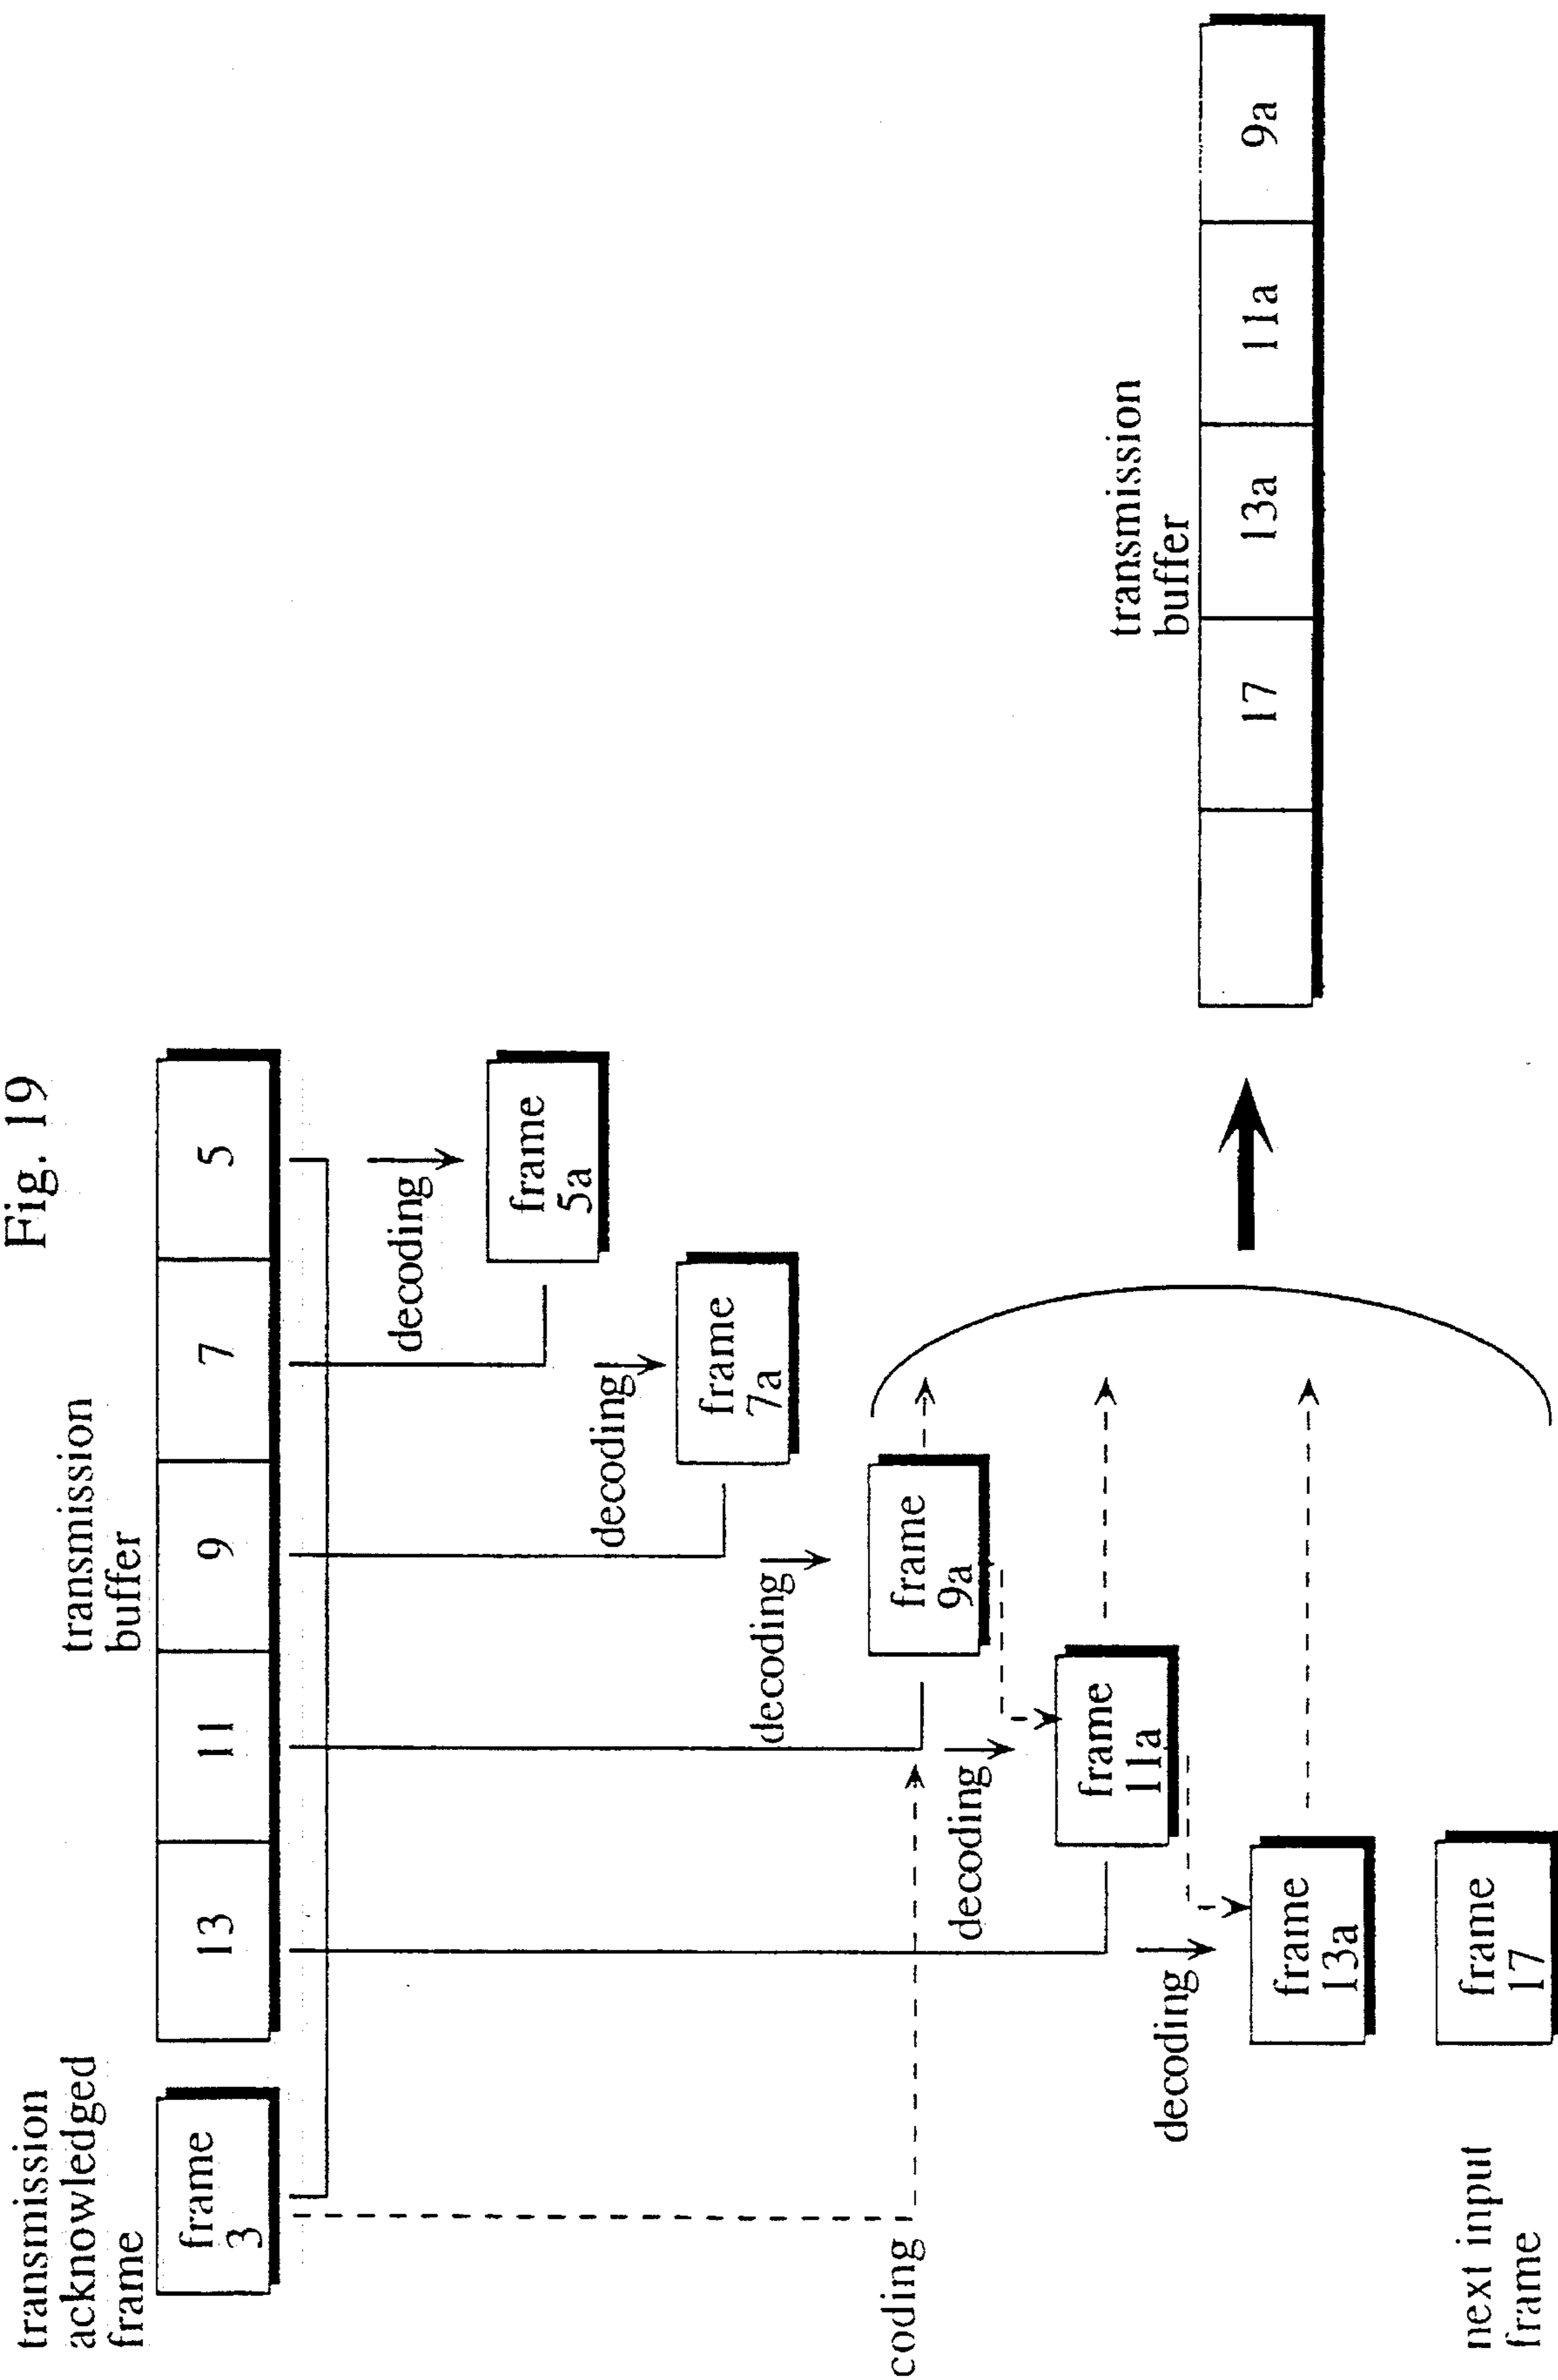 Fig. 19
transmission
acknowledged
frame
transmission
buffer
frame
3
13
11
9
7
5
decoding
frame
5a
decoding
frame
7a
decoding
frame
9a
coding
decoding
frame
11a
decoding
frame
13a
next input
frame
frame
17
transmission
buffer
17
13a
11a
9a